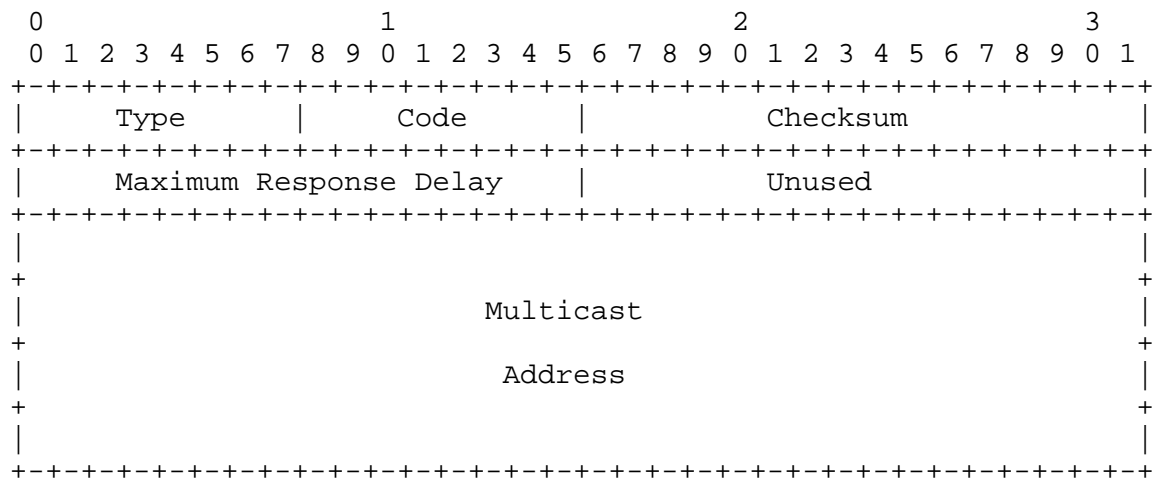 0                   1                   2                   3
 0 1 2 3 4 5 6 7 8 9 0 1 2 3 4 5 6 7 8 9 0 1 2 3 4 5 6 7 8 9 0 1
+-+-+-+-+-+-+-+-+-+-+-+-+-+-+-+-+-+-+-+-+-+-+-+-+-+-+-+-+-+-+-+-+
|     Type      |     Code      |          Checksum             |
+-+-+-+-+-+-+-+-+-+-+-+-+-+-+-+-+-+-+-+-+-+-+-+-+-+-+-+-+-+-+-+-+
|     Maximum Response Delay    |          Unused               |
+-+-+-+-+-+-+-+-+-+-+-+-+-+-+-+-+-+-+-+-+-+-+-+-+-+-+-+-+-+-+-+-+
|                                                               |
+                                                               +
|                          Multicast                            |
+                                                               +
|                           Address                             |
+                                                               +
|                                                               |
+-+-+-+-+-+-+-+-+-+-+-+-+-+-+-+-+-+-+-+-+-+-+-+-+-+-+-+-+-+-+-+-+